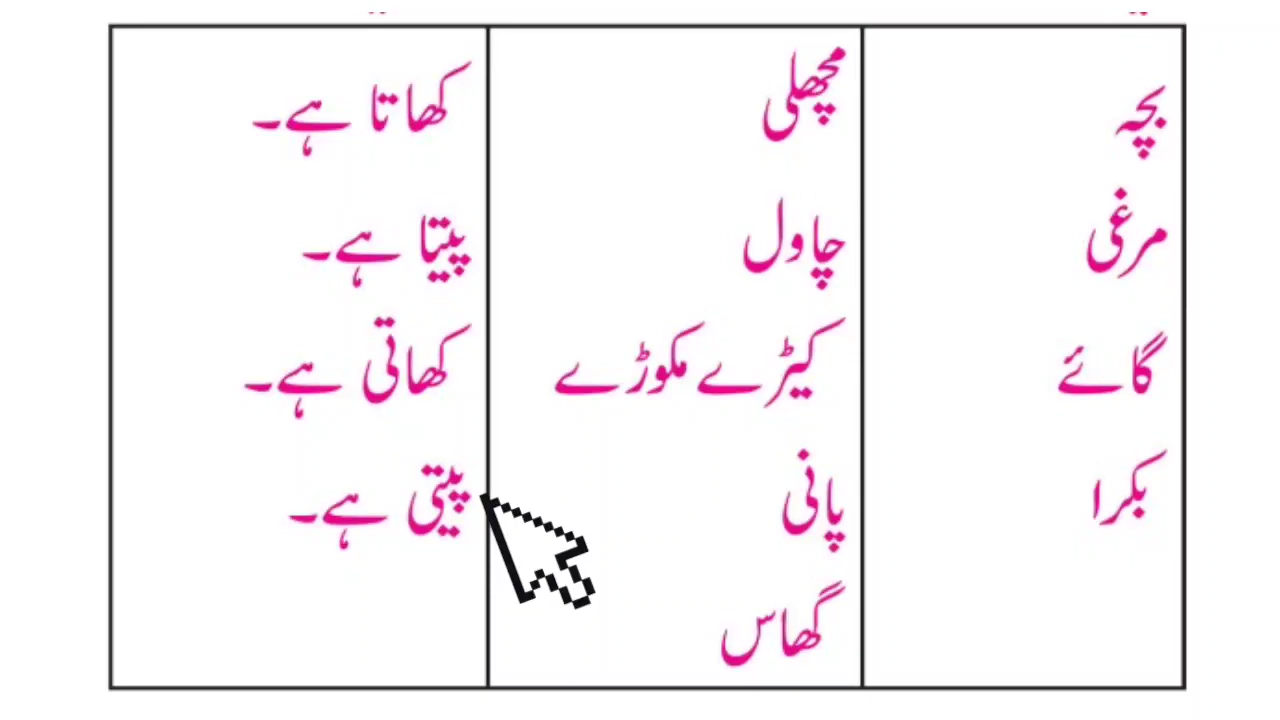 بچہ مچھلی کھاتا ہے۔
مرغی چاول پیتا ہے۔
گائے کیڑے مکوڑے کھاتی ہے۔
بکرا پانی پیتی ہے۔
گھاس